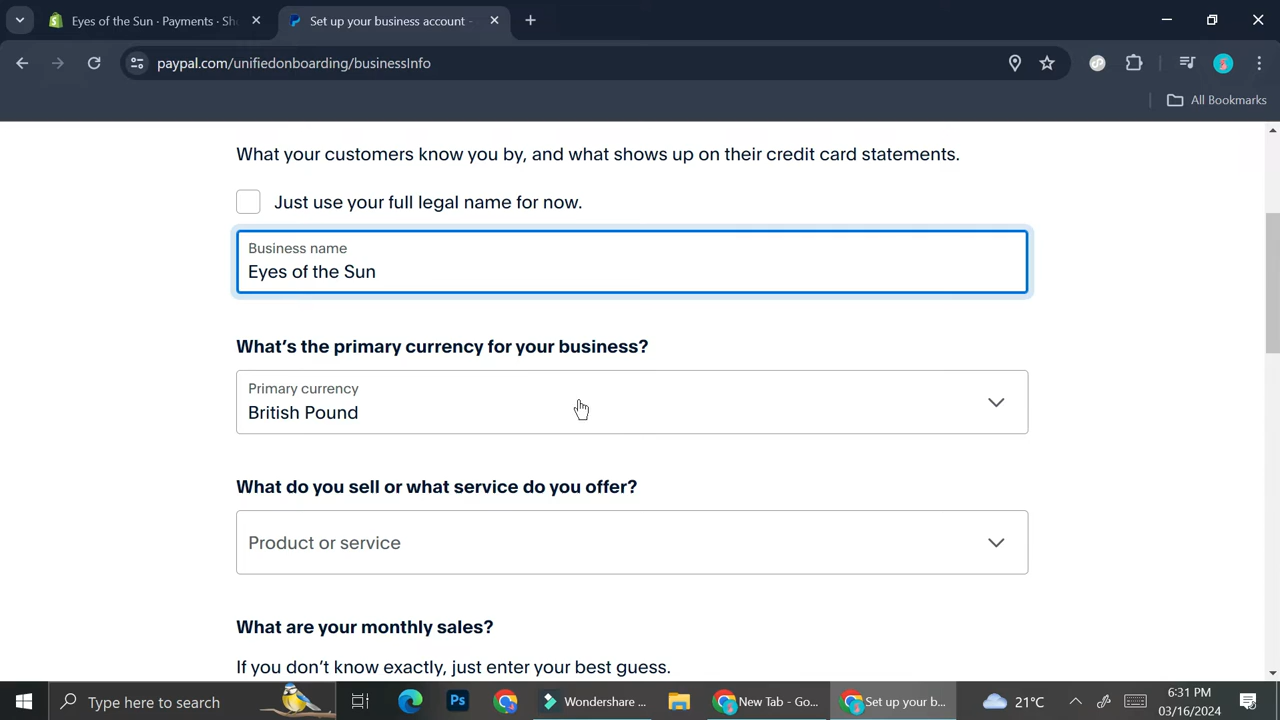 Eyes of the Sun - Payments · Sh
Set up your business account -
paypal.com/unifiedonboarding/businessInfo
All Bookmarks
What your customers know you by, and what shows up on their credit card statements.
Just use your full legal name for now.
Business name
Eyes of the Sun
What's the primary currency for your business?
Primary currency
British Pound
What do you sell or what service do you offer?
Product or service
What are your monthly sales?
If you don't know exactly, just enter your best guess.
Type here to search
Ps
Wondershare ...
New Tab - Go...
Set up your b...
21°C
6:31 PM
03/16/2024